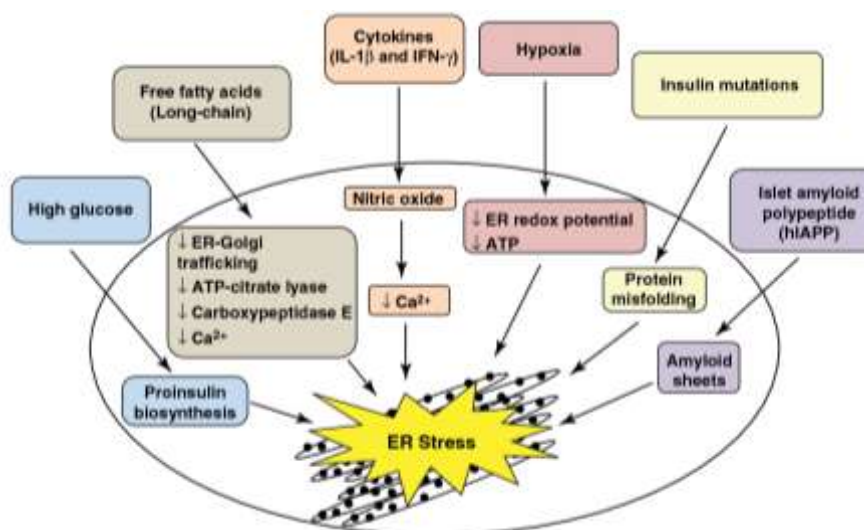 Cytokines
(IL-1β and IFN-γ)
Hypoxia
Free fatty acids
(Long-chain)
Insulin mutations
High glucose
Nitric oxide
↓ ER redox potential
↓ ATP
Islet amyloid
polypeptide
(hIAPP)
↓ ER-Golgi
trafficking
↓ ATP-citrate lyase
↓ Carboxypeptidase E
↓ Ca²⁺
↓ Ca²⁺
Protein
misfolding
Amyloid
sheets
Proinsulin
biosynthesis
ER Stress